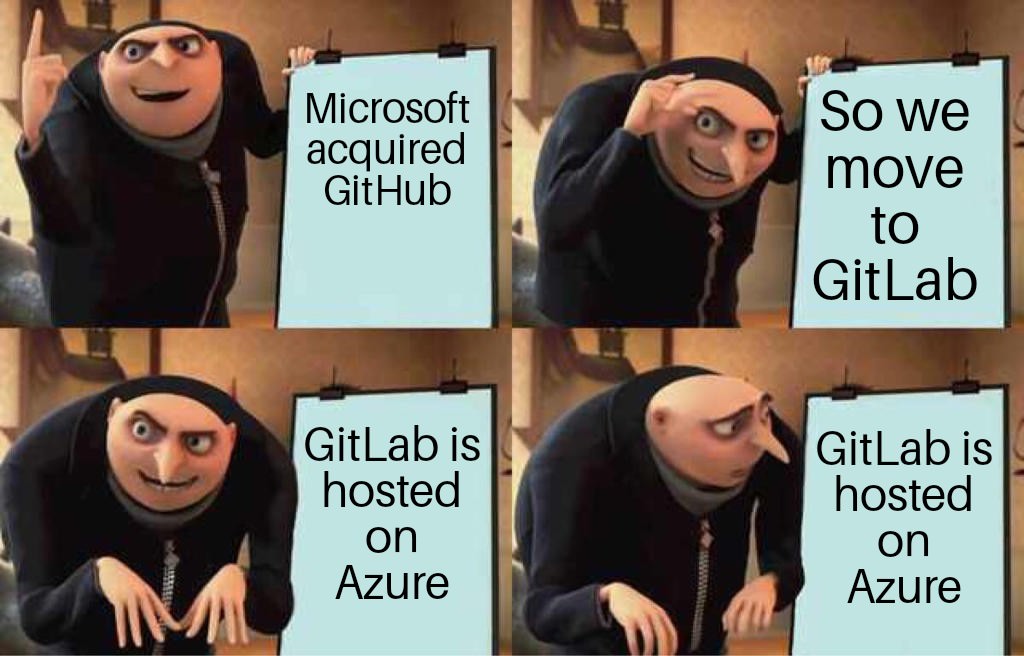 Microsoft
acquired
GitHub
So we
move
to
GitLab
GitLab is
hosted
on
Azure
GitLab is
hosted
on
Azure